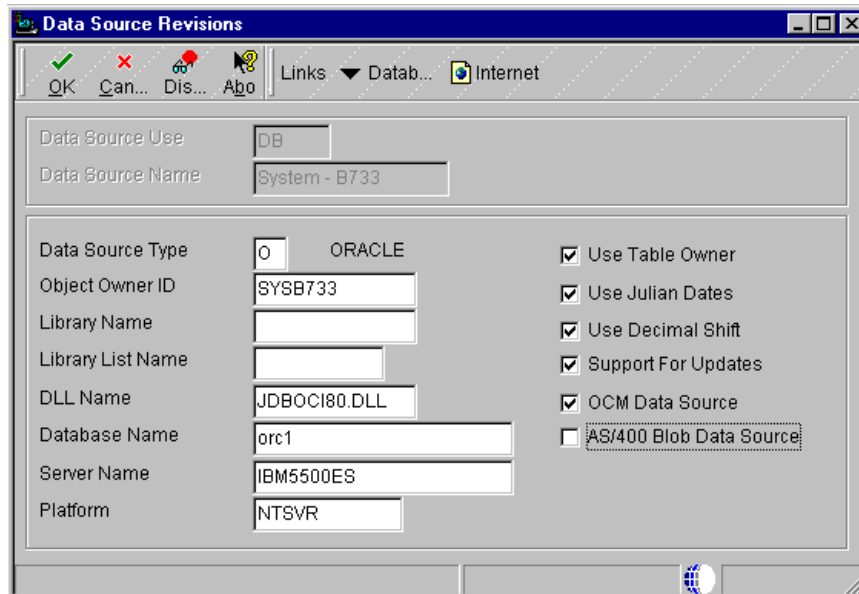 Data Source Revisions
OK Can... Dis... Abo Links Datab... Internet
Data Source Use DB
Data Source Name System - B733
Data Source Type O ORACLE
Object Owner ID SYSB733
Library Name
Library List Name
DLL Name JDBOCI80.DLL
Database Name orc1
Server Name IBM5500ES
Platform NTSVR
Use Table Owner
Use Julian Dates
Use Decimal Shift
Support For Updates
OCM Data Source
AS/400 Blob Data Source